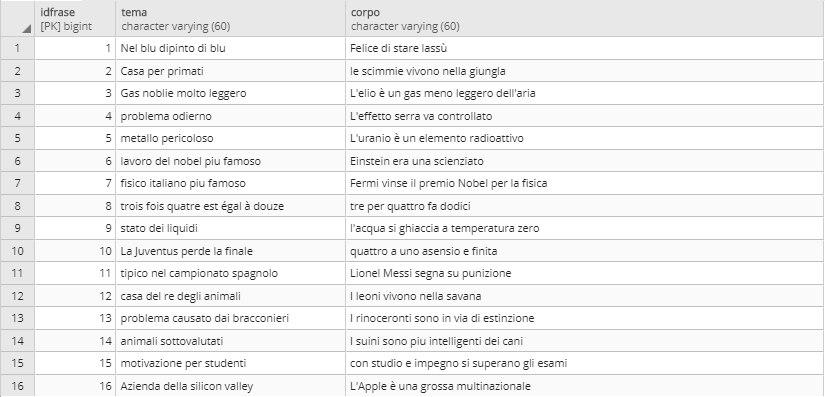 idfrase tema corpo
[PK] bigint character varying (60) character varying (60)
1 1 Nel blu dipinto di blu Felice di stare lassù
2 2 Casa per primati le scimmie vivono nella giungla
3 3 Gas noblie molto leggero L'elio è un gas meno leggero dell'aria
4 4 problema odierno L'effetto serra va controllato
5 5 metallo pericoloso L'uranio è un elemento radioattivo
6 6 lavoro del nobel piu famoso Einstein era una scienziato
7 7 fisico italiano piu famoso Fermi vinse il premio Nobel per la fisica
8 8 trois fois quatre est égal à douze tre per quattro fa dodici
9 9 stato dei liquidi l'acqua si ghiaccia a temperatura zero
10 10 La Juventus perde la finale quattro a uno asensio e finita
11 11 tipico nel campionato spagnolo Lionel Messi segna su punizione
12 12 casa del re degli animali I leoni vivono nella savana
13 13 problema causato dai bracconieri I rinoceronti sono in via di estinzione
14 14 animali sottovalutati I suini sono piu intelligenti dei cani
15 15 motivazione per studenti con studio e impegno si superano gli esami
16 16 Azienda della silicon valley L'Apple è una grossa multinazionale